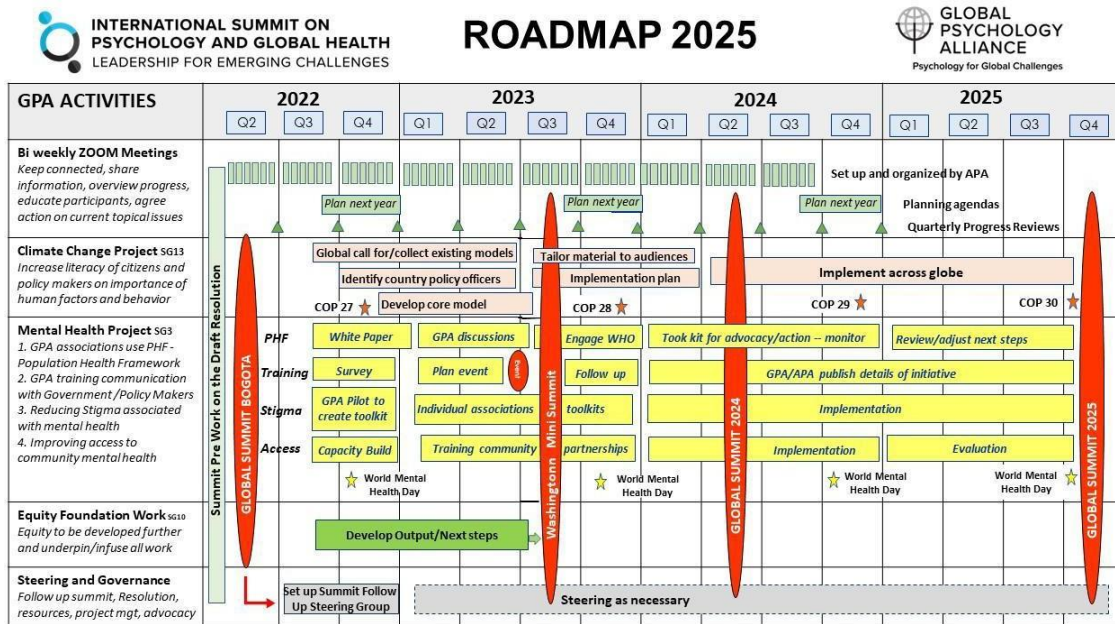 INTERNATIONAL SUMMIT ON
PSYCHOLOGY AND GLOBAL HEALTH
LEADERSHIP FOR EMERGING CHALLENGES
ROADMAP 2025
GLOBAL
PSYCHOLOGY
ALLIANCE
Psychology for Global Challenges
GPA ACTIVITIES
2022
2023
2024
2025
Q2
Q3
Q4
Q1
Q2
Q3
Q4
Q1
Q2
Q3
Q4
Q1
Q2
Q3
Q4
Bi weekly ZOOM Meetings
Keep connected, share
information, overview progress,
educate participants, agree
action on current topical issues
Set up and organized by APA
Plan next year
Plan next year
Plan next year
Planning agendas
Quarterly Progress Reviews
Summit Pre Work on the Draft Resolution
GLOBAL SUMMIT BOGOTA
Washingtonn - Mini Summit
GLOBAL SUMMIT 2024
GLOBAL SUMMIT 2025
Climate Change Project SG13
Increase literacy of citizens and
policy makers on importance of
human factors and behavior
Global call for/collect existing models
Tailor material to audiences
Identify country policy officers
Implementation plan
Implement across globe
Develop core model
COP 27
COP 28
COP 29
COP 30
Mental Health Project SG3
1. GPA associations use PHF -
Population Health Framework
2. GPA training communication
with Government /Policy Makers
3. Reducing Stigma associated
with mental health
4. Improving access to
community mental health
PHF
White Paper
GPA discussions
Engage WHO
Took kit for advocacy/action -- monitor
Review/adjust next steps
Training
Survey
Plan event
Event
Follow up
GPA/APA publish details of initiative
Stigma
GPA Pilot to
create toolkit
Individual associations toolkits
Implementation
Access
Capacity Build
Training community partnerships
Implementation
Evaluation
World Mental
Health Day
World Mental
Health Day
World Mental
Health Day
World Mental
Health Day
Equity Foundation Work SG10
Equity to be developed further
and underpin/infuse all work
Develop Output/Next steps
Steering and Governance
Follow up summit, Resolution,
resources, project mgt, advocacy
Set up Summit Follow
Up Steering Group
Steering as necessary